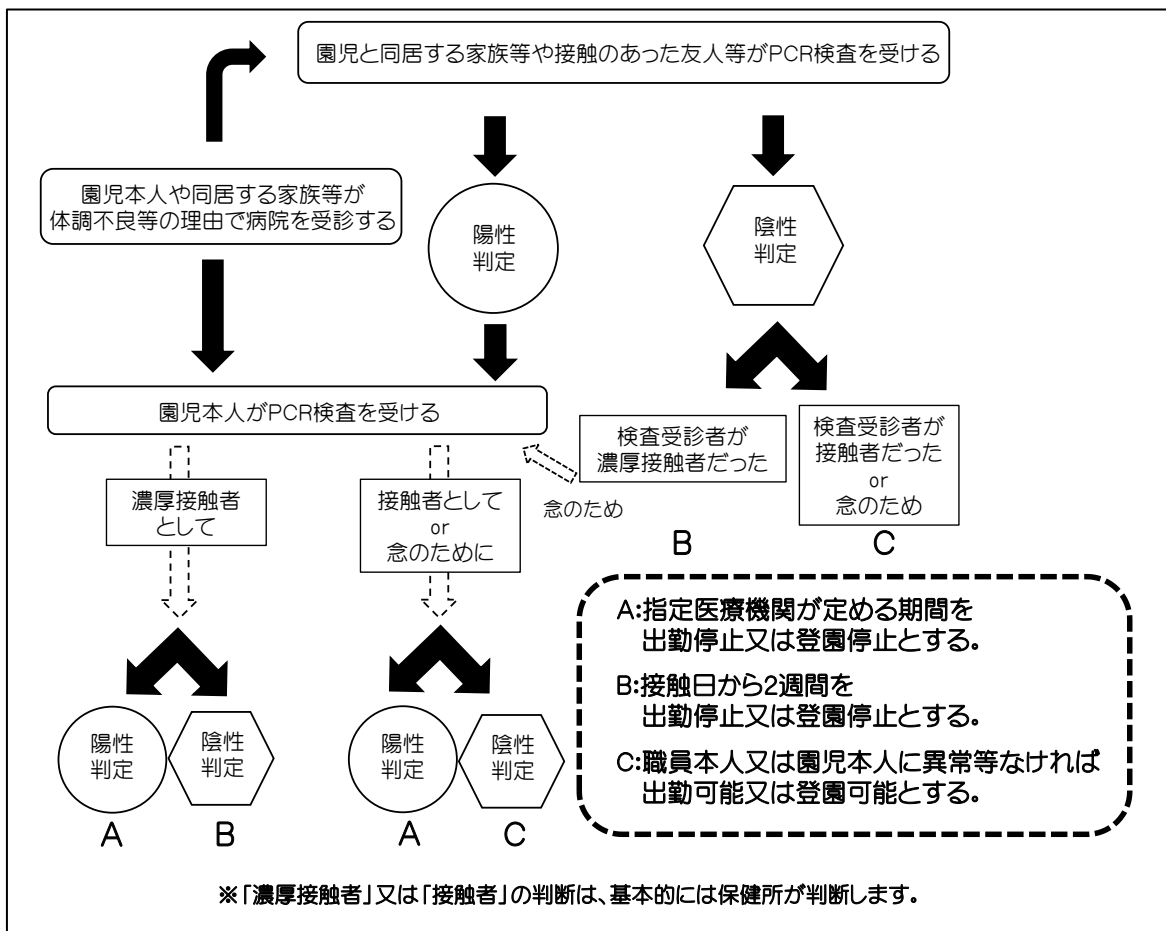 園児と同居する家族等や接触のあった友人等がPCR検査を受ける
園児本人や同居する家族等が
体調不良等の理由で病院を受診する
陽性
判定
陰性
判定
園児本人がPCR検査を受ける
検査受診者が
濃厚接触者だった
検査受診者が
接触者だった
or
念のため
念のため
B
C
濃厚接触者
として
接触者として
or
念のために
陽性
判定
陰性
判定
A
B
陽性
判定
陰性
判定
A
C
A:指定医療機関が定める期間を
出勤停止又は登園停止とする。
B:接触日から2週間を
出勤停止又は登園停止とする。
C:職員本人又は園児本人に異常等なければ
出勤可能又は登園可能とする。
※「濃厚接触者」又は「接触者」の判断は、基本的には保健所が判断します。